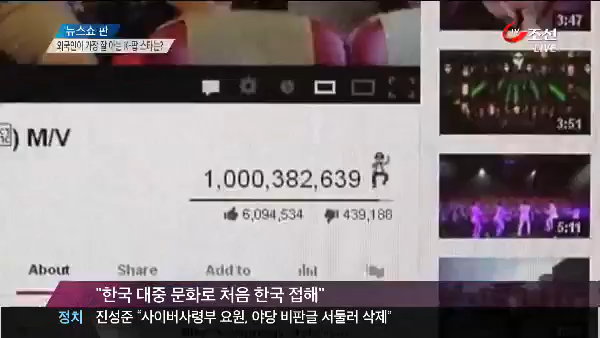 뉴스쇼 판
외국인이 가장 잘 아는 K-팝 스타는?
조선
LIVE
3:47
3:51
) M/V
1,000,382,639
6,094,534 439,188
5:11
About Share Add to
"한국 대중 문화로 처음 한국 접해"
정치 진성준 "사이버사령부 요원, 야당 비판글 서둘러 삭제"